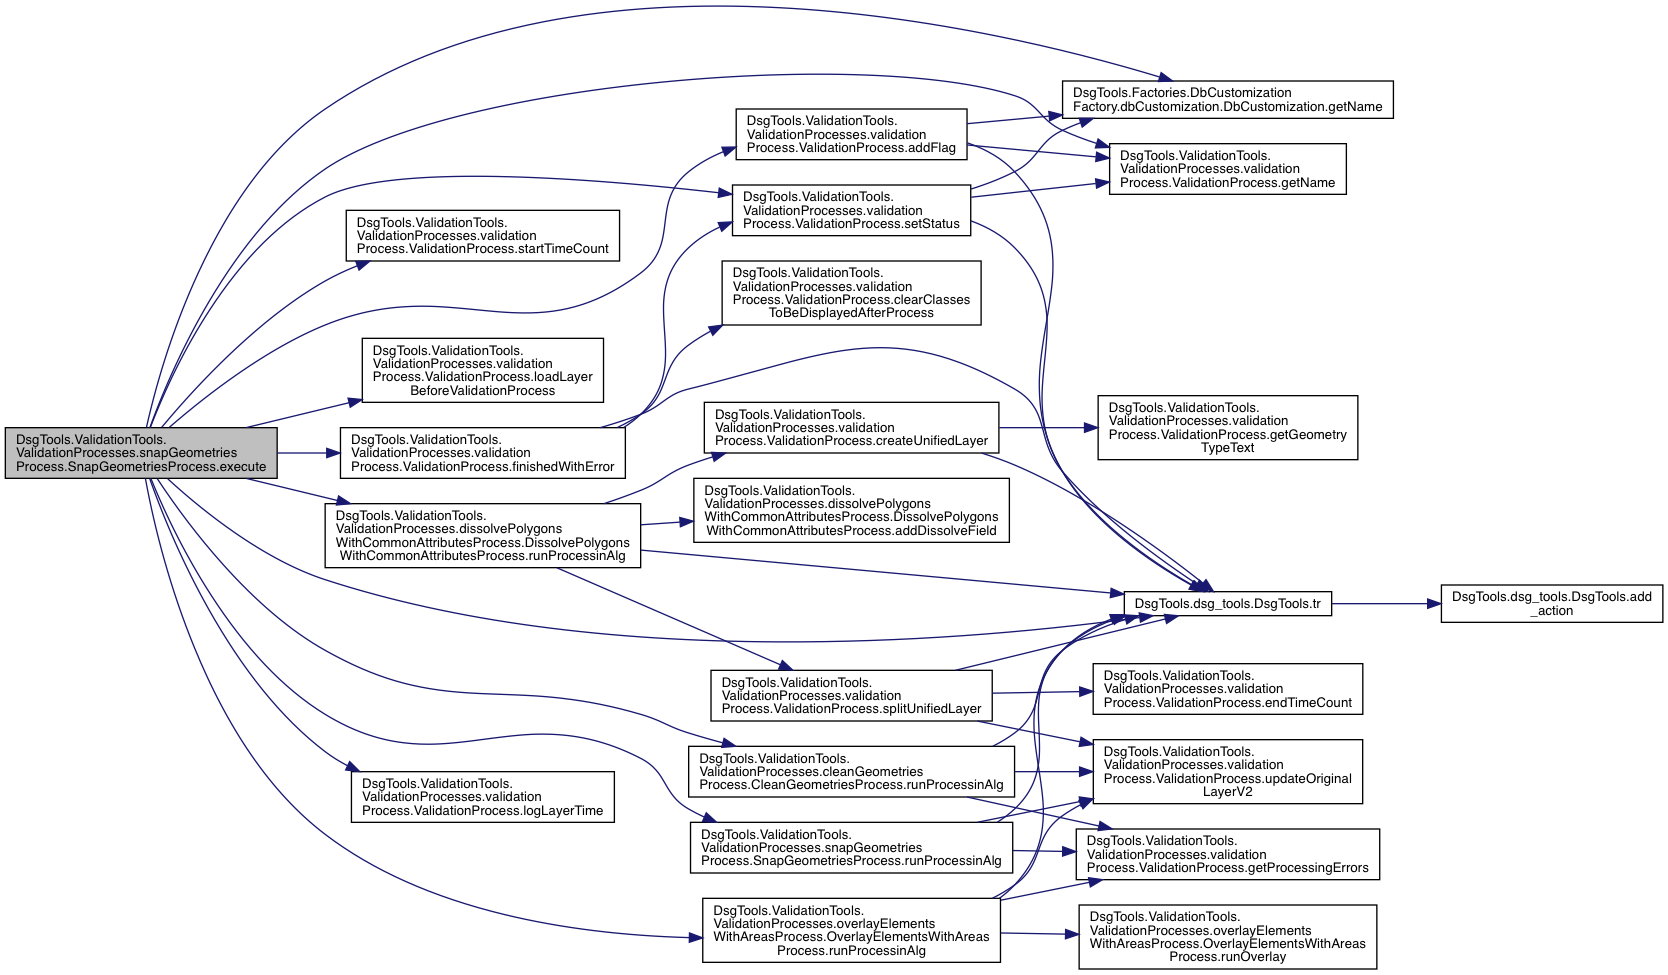 DsgTools.ValidationTools.
ValidationProcesses.snapGeometries
Process.SnapGeometriesProcess.execute
DsgTools.ValidationTools.
ValidationProcesses.validation
Process.ValidationProcess.startTimeCount
DsgTools.ValidationTools.
ValidationProcesses.validation
Process.ValidationProcess.loadLayer
BeforeValidationProcess
DsgTools.ValidationTools.
ValidationProcesses.validation
Process.ValidationProcess.finishedWithError
DsgTools.ValidationTools.
ValidationProcesses.dissolvePolygons
WithCommonAttributesProcess.DissolvePolygons
WithCommonAttributesProcess.runProcessinAlg
DsgTools.ValidationTools.
ValidationProcesses.validation
Process.ValidationProcess.logLayerTime
DsgTools.ValidationTools.
ValidationProcesses.validation
Process.ValidationProcess.addFlag
DsgTools.ValidationTools.
ValidationProcesses.validation
Process.ValidationProcess.setStatus
DsgTools.ValidationTools.
ValidationProcesses.validation
Process.ValidationProcess.clearClasses
ToBeDisplayedAfterProcess
DsgTools.ValidationTools.
ValidationProcesses.validation
Process.ValidationProcess.createUnifiedLayer
DsgTools.ValidationTools.
ValidationProcesses.dissolvePolygons
WithCommonAttributesProcess.DissolvePolygons
WithCommonAttributesProcess.addDissolveField
DsgTools.ValidationTools.
ValidationProcesses.validation
Process.ValidationProcess.splitUnifiedLayer
DsgTools.ValidationTools.
ValidationProcesses.cleanGeometries
Process.CleanGeometriesProcess.runProcessinAlg
DsgTools.ValidationTools.
ValidationProcesses.snapGeometries
Process.SnapGeometriesProcess.runProcessinAlg
DsgTools.ValidationTools.
ValidationProcesses.overlayElements
WithAreasProcess.OverlayElementsWithAreas
Process.runProcessinAlg
DsgTools.Factories.DbCustomization
Factory.dbCustomization.DbCustomization.getName
DsgTools.ValidationTools.
ValidationProcesses.validation
Process.ValidationProcess.getName
DsgTools.ValidationTools.
ValidationProcesses.validation
Process.ValidationProcess.getGeometry
TypeText
DsgTools.dsg_tools.DsgTools.tr
DsgTools.ValidationTools.
ValidationProcesses.validation
Process.ValidationProcess.endTimeCount
DsgTools.ValidationTools.
ValidationProcesses.validation
Process.ValidationProcess.updateOriginal
LayerV2
DsgTools.ValidationTools.
ValidationProcesses.validation
Process.ValidationProcess.getProcessingErrors
DsgTools.ValidationTools.
ValidationProcesses.overlayElements
WithAreasProcess.OverlayElementsWithAreas
Process.runOverlay
DsgTools.dsg_tools.DsgTools.add
_action